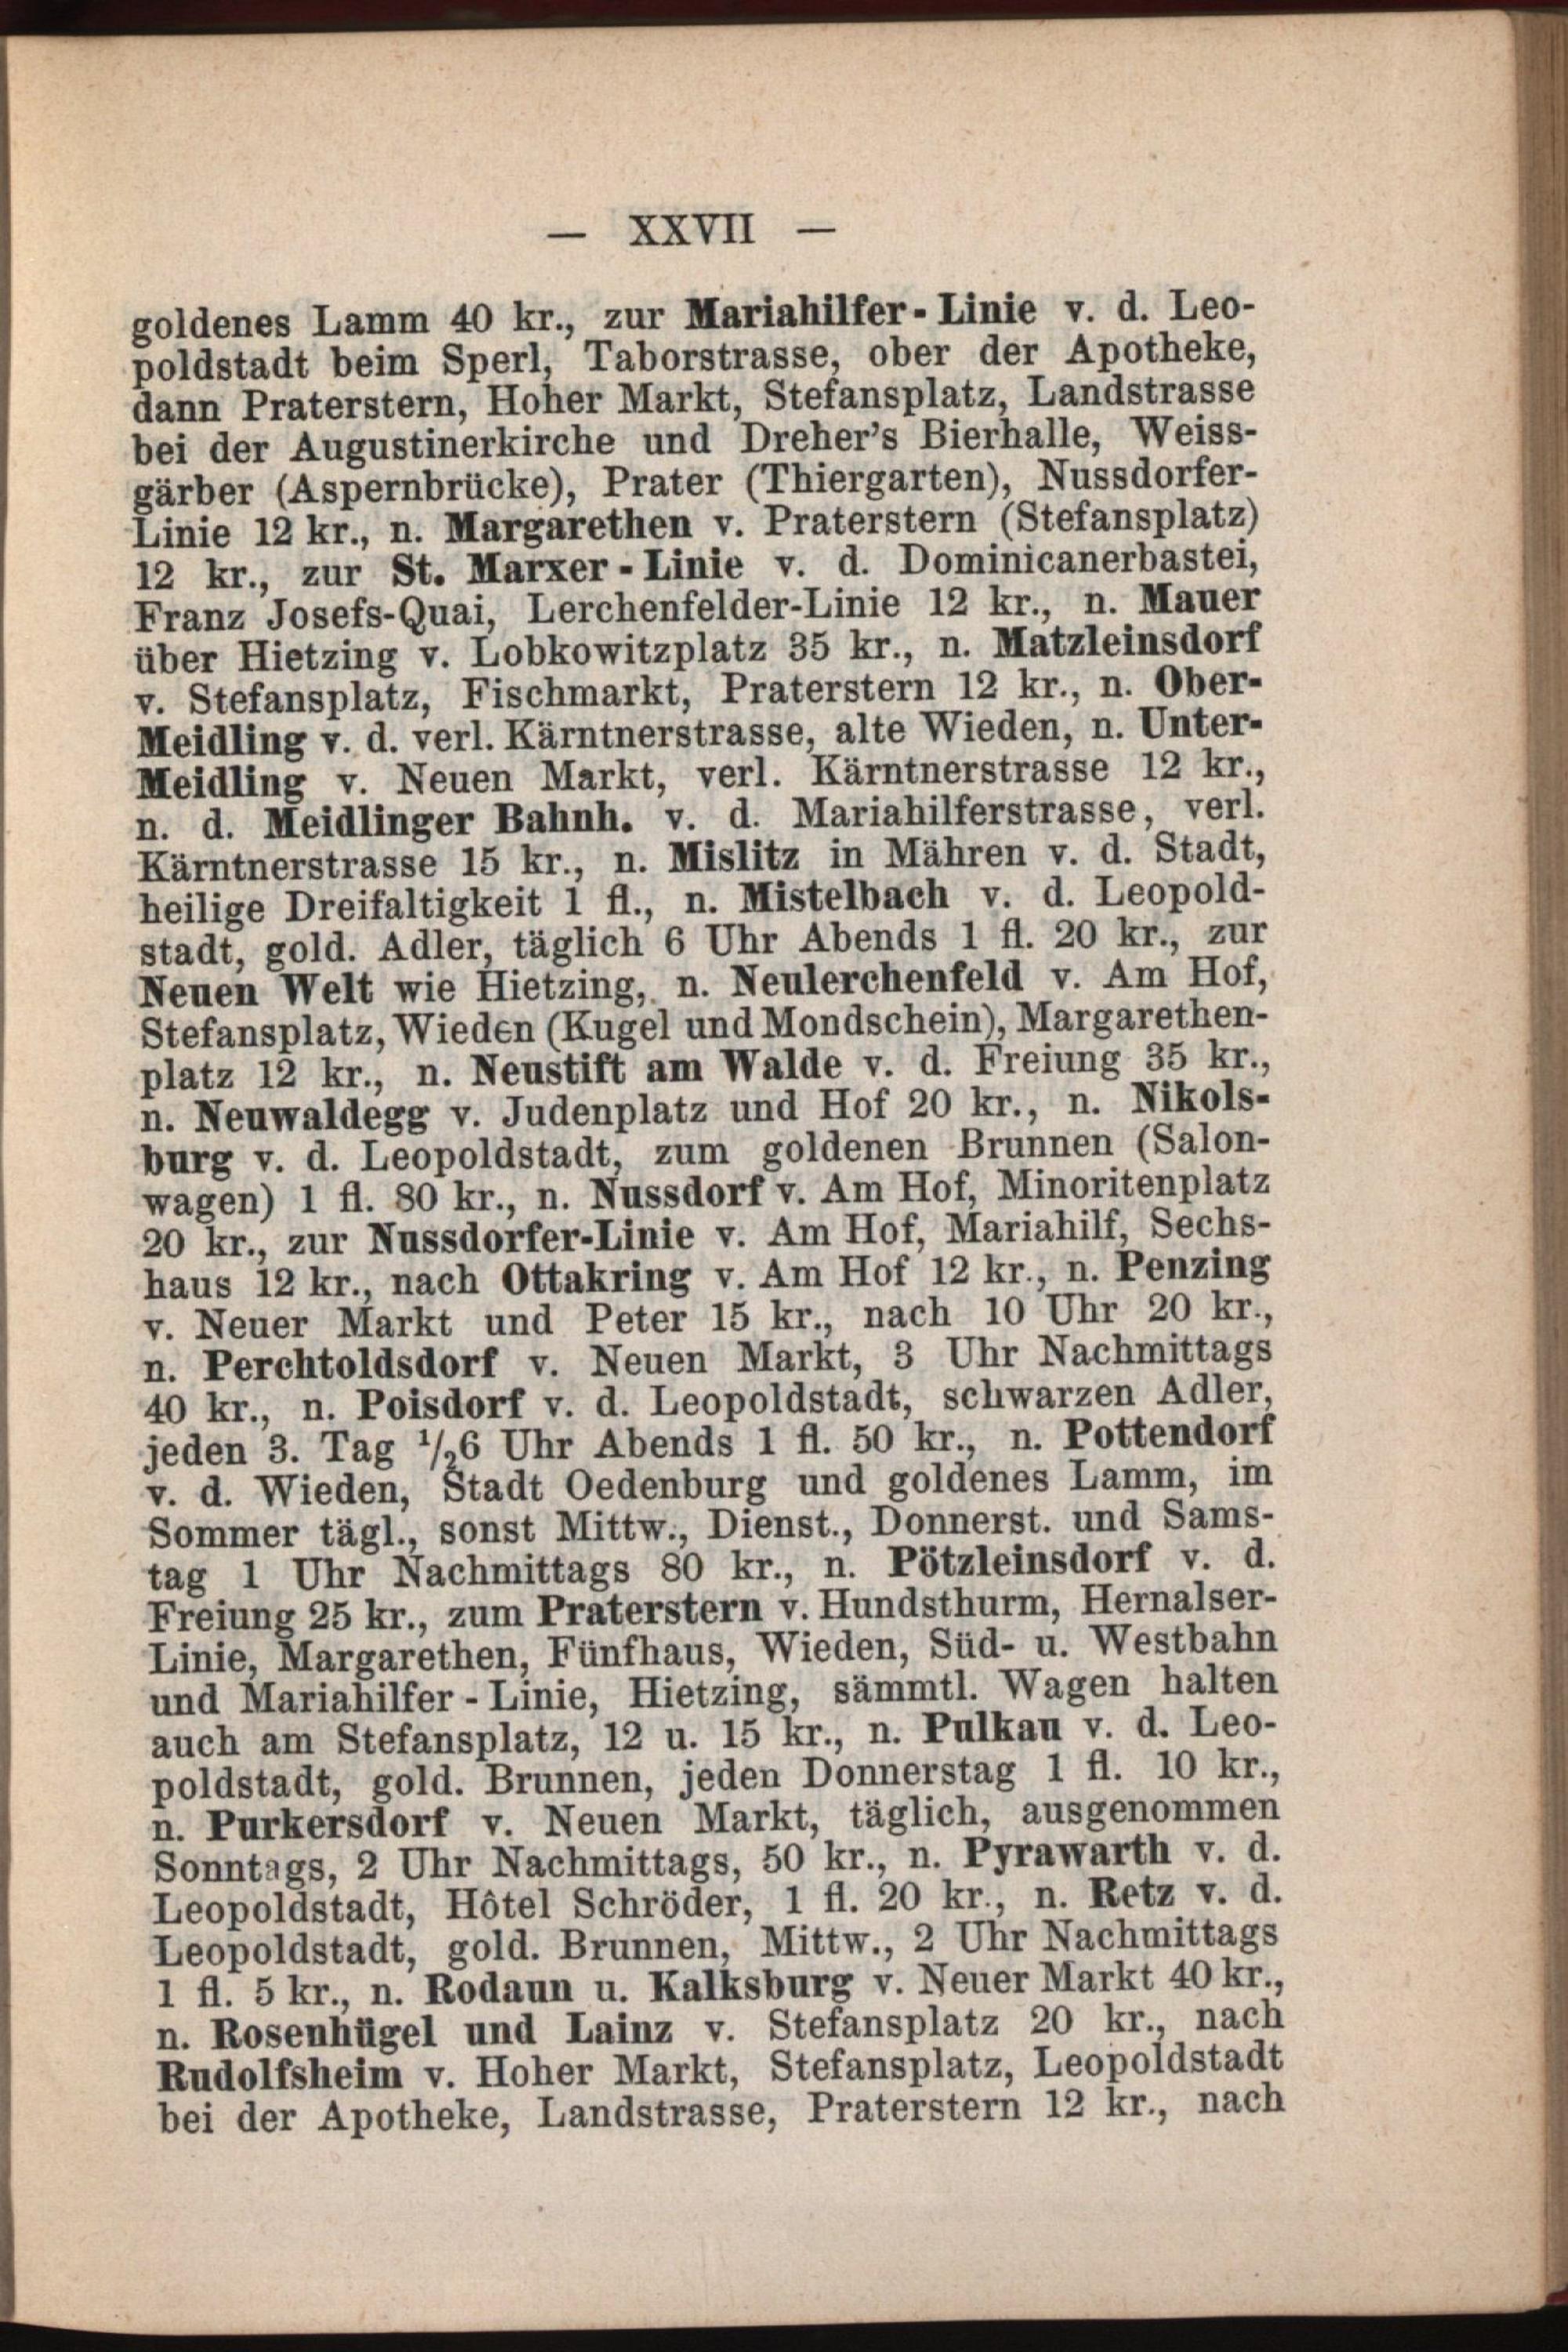 — XXVII —
goldenes Lamm 40 kr., zur Mariahilfer-Linie v. d. Leo-
poldstadt beim Sperl, Taborstrasse, ober der Apotheke,
dann Praterstern, Hoher Markt, Stefansplatz, Landstrasse
bei der Augustinerkirche und Dreher's Bierhalle, Weiss-
gärber (Aspernbrücke), Prater (Thiergarten), Nussdorfer-
Linie 12 kr., n. Margarethen v. Praterstern (Stefansplatz)
12 kr., zur St. Marxer-Linie v. d. Dominicanerbastei,
Franz Josefs-Quai, Lerchenfelder-Linie 12 kr., n. Mauer
über Hietzing v. Lobkowitzplatz 35 kr., n. Matzleinsdorf
v. Stefansplatz, Fischmarkt, Praterstern 12 kr., n. Ober-
Meidling v. d. verl. Kärntnerstrasse, alte Wieden, n. Unter-
Meidling v. Neuen Markt, verl. Kärntnerstrasse 12 kr.,
n. d. Meidlinger Bahnh. v. d. Mariahilferstrasse, verl.
Kärntnerstrasse 15 kr., n. Mislitz in Mähren v. d. Stadt,
heilige Dreifaltigkeit 1 fl., n. Mistelbach v. d. Leopold-
stadt, gold. Adler, täglich 6 Uhr Abends 1 fl. 20 kr., zur
Neuen Welt wie Hietzing, n. Neulerchenfeld v. Am Hof,
Stefansplatz, Wieden (Kugel und Mondschein), Margarethen-
platz 12 kr., n. Neustift am Walde v. d. Freiung 35 kr.,
n. Neuwaldegg v. Judenplatz und Hof 20 kr., n. Nikols-
burg v. d. Leopoldstadt, zum goldenen Brunnen (Salon-
wagen) 1 fl. 80 kr., n. Nussdorf v. Am Hof, Minoritenplatz
20 kr., zur Nussdorfer-Linie v. Am Hof, Mariahilf, Sechs-
haus 12 kr., nach Ottakring v. Am Hof 12 kr., n. Penzing
v. Neuer Markt und Peter 15 kr., nach 10 Uhr 20 kr.,
n. Perchtoldsdorf v. Neuen Markt, 3 Uhr Nachmittags
40 kr., n. Poisdorf v. d. Leopoldstadt, schwarzen Adler,
jeden 3. Tag ½6 Uhr Abends 1 fl. 50 kr., n. Pottendorf
v. d. Wieden, Stadt Oedenburg und goldenes Lamm, im
Sommer tägl., sonst Mittw., Dienst., Donnerst. und Sams-
tag 1 Uhr Nachmittags 80 kr., n. Pötzleinsdorf v. d.
Freiung 25 kr., zum Praterstern v. Hundsthurm, Hernalser-
Linie, Margarethen, Fünfhaus, Wieden, Süd- u. Westbahn
und Mariahilfer-Linie, Hietzing, sämmtl. Wagen halten
auch am Stefansplatz, 12 u. 15 kr., n. Pulkau v. d. Leo-
poldstadt, gold. Brunnen, jeden Donnerstag 1 fl. 10 kr.,
n. Purkersdorf v. Neuen Markt, täglich, ausgenommen
Sonntags, 2 Uhr Nachmittags, 50 kr., n. Pyrawarth v. d.
Leopoldstadt, Hôtel Schröder, 1 fl. 20 kr., n. Retz v. d.
Leopoldstadt, gold. Brunnen, Mittw., 2 Uhr Nachmittags
1 fl. 5 kr., n. Rodaun u. Kalksburg v. Neuer Markt 40 kr.,
n. Rosenhügel und Lainz v. Stefansplatz 20 kr., nach
Rudolfsheim v. Hoher Markt, Stefansplatz, Leopoldstadt
bei der Apotheke, Landstrasse, Praterstern 12 kr., nach